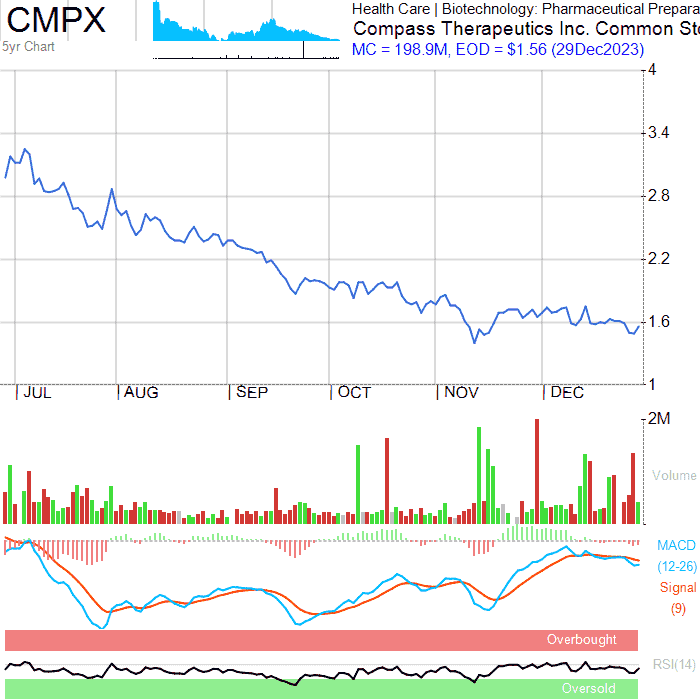 CMPX
5yr Chart
Health Care | Biotechnology: Pharmaceutical Prepara
Compass Therapeutics Inc. Common Sto
MC = 198.9M, EOD = $1.56 (29Dec2023)
4
3.4
2.8
2.2
1.6
1
JUL AUG SEP OCT NOV DEC
2M
Volume
MACD
(12-26)
Signal
(9)
Overbought
RSI(14)
Oversold